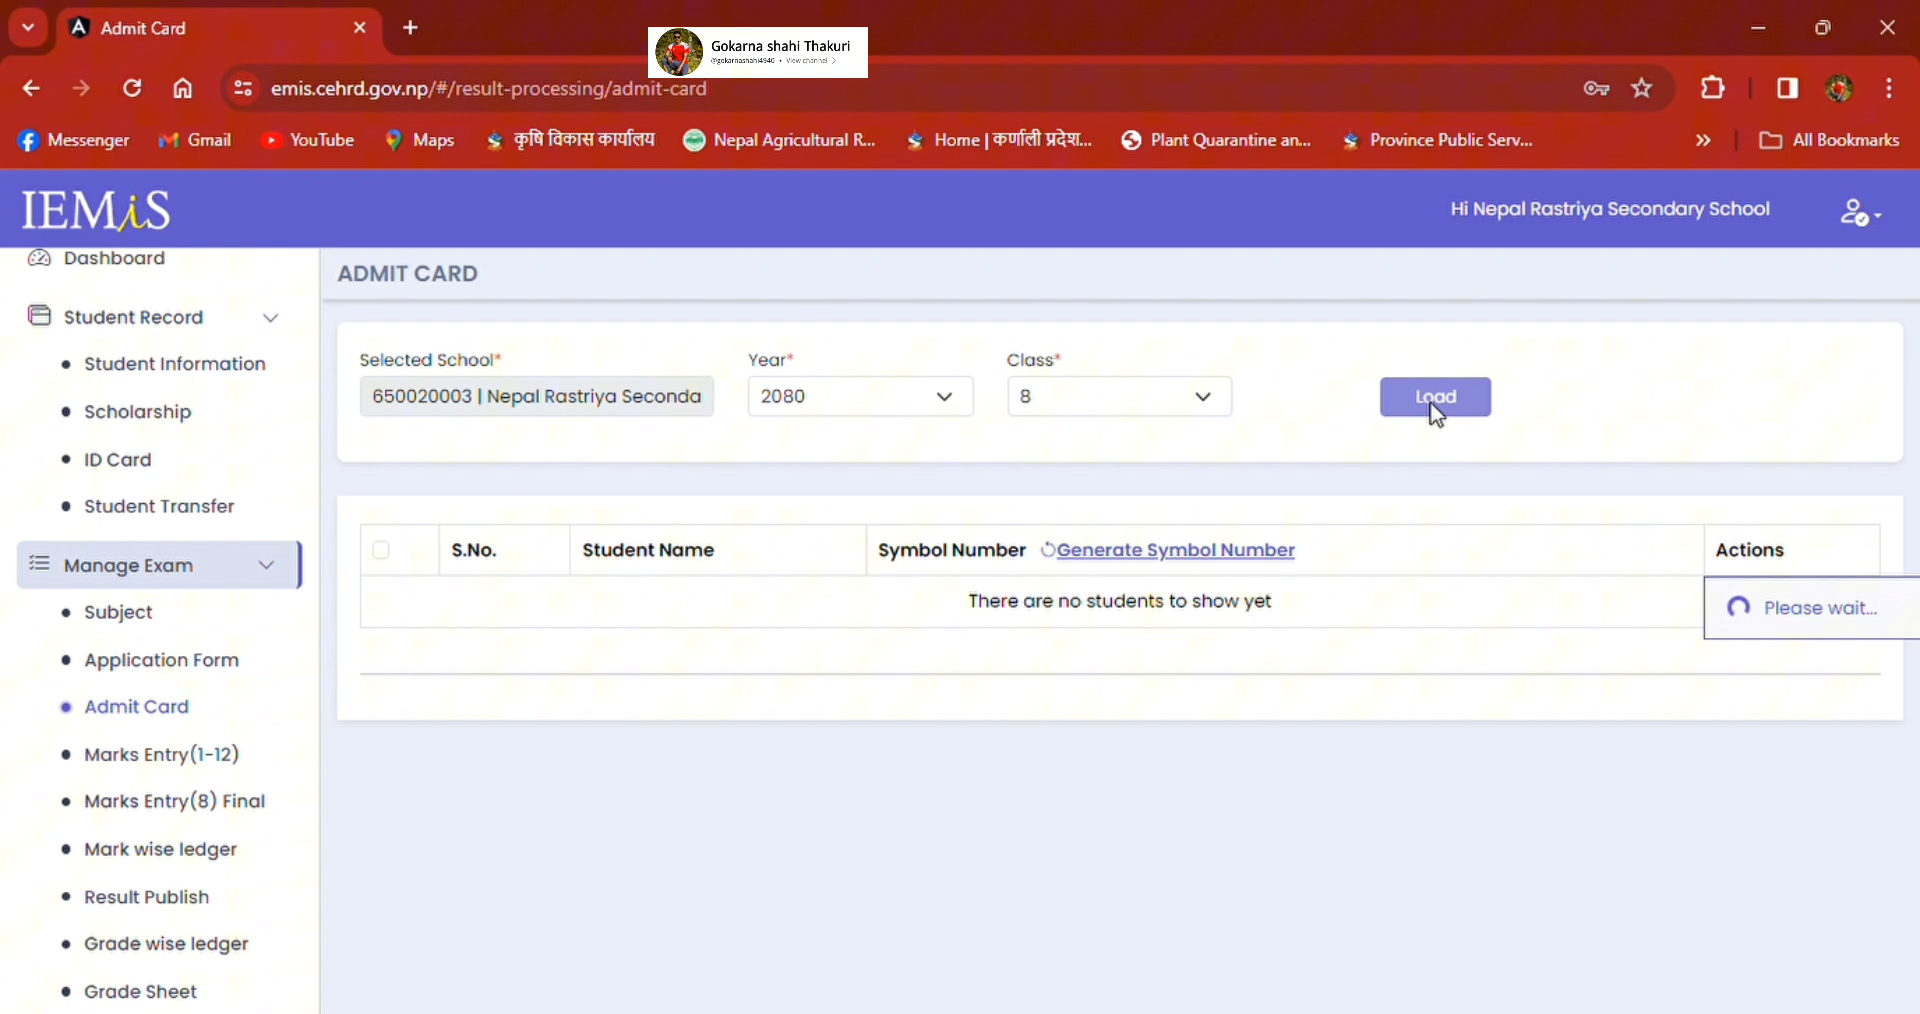 Admit Card
Gokarna shahi Thakuri
@gokarnashahi4940 • View channel >
emis.cehrd.gov.np/#/result-processing/admit-card
Messenger Gmail YouTube Maps कृषि विकास कार्यालय Nepal Agricultural R... Home | कर्णाली प्रदेश... Plant Quarantine an... Province Public Serv... » All Bookmarks
IEMiS
Hi Nepal Rastriya Secondary School
Dashboard
Student Record
Student Information
Scholarship
ID Card
Student Transfer
Manage Exam
Subject
Application Form
Admit Card
Marks Entry(1-12)
Marks Entry(8) Final
Mark wise ledger
Result Publish
Grade wise ledger
Grade Sheet
ADMIT CARD
Selected School* Year* Class*
650020003 | Nepal Rastriya Seconda 2080 8 Load
S.No. Student Name Symbol Number Generate Symbol Number Actions
There are no students to show yet
Please wait...